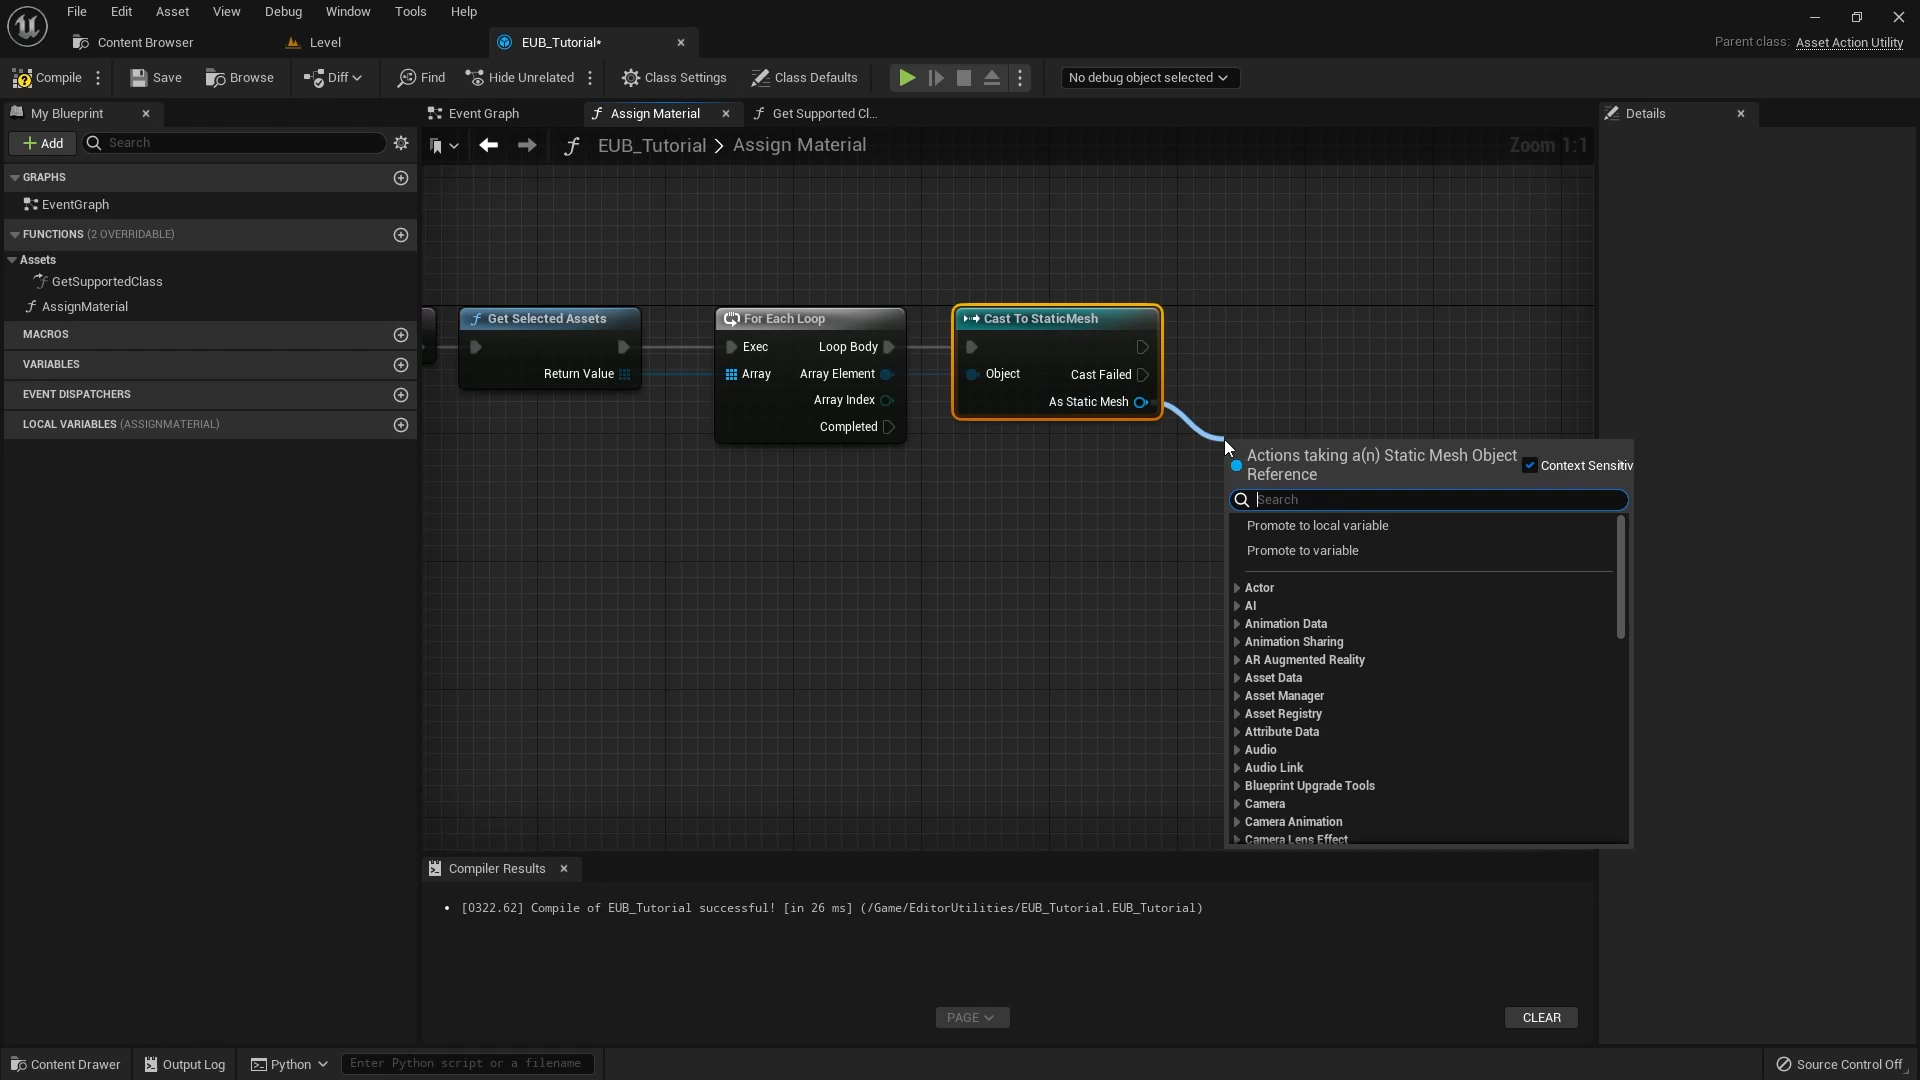 File Edit Asset View Debug Window Tools Help
Content Browser Level EUB_Tutorial* Parent class: Asset Action Utility
Compile Save Browse Diff Find Hide Unrelated Class Settings Class Defaults No debug object selected
My Blueprint Event Graph Assign Material Get Supported Cl... Details
Add Search
EUB_Tutorial > Assign Material Zoom 1:1
GRAPHS
EventGraph
FUNCTIONS (2 OVERRIDABLE)
Assets
GetSupportedClass
AssignMaterial
MACROS
VARIABLES
EVENT DISPATCHERS
LOCAL VARIABLES (ASSIGNMATERIAL)
Get Selected Assets
Return Value
For Each Loop
Exec Loop Body
Array Array Element
Array Index
Completed
Cast To StaticMesh
Object Cast Failed
As Static Mesh
Actions taking a(n) Static Mesh Object
Reference
Context Sensitiv
Search
Promote to local variable
Promote to variable
Actor
AI
Animation Data
Animation Sharing
AR Augmented Reality
Asset Data
Asset Manager
Asset Registry
Attribute Data
Audio
Audio Link
Blueprint Upgrade Tools
Camera
Camera Animation
Camera Lens Effect
Compiler Results
• [0322.62] Compile of EUB_Tutorial successful! [in 26 ms] (/Game/EditorUtilities/EUB_Tutorial.EUB_Tutorial)
PAGE CLEAR
Content Drawer Output Log Python Enter Python script or a filename Source Control Off